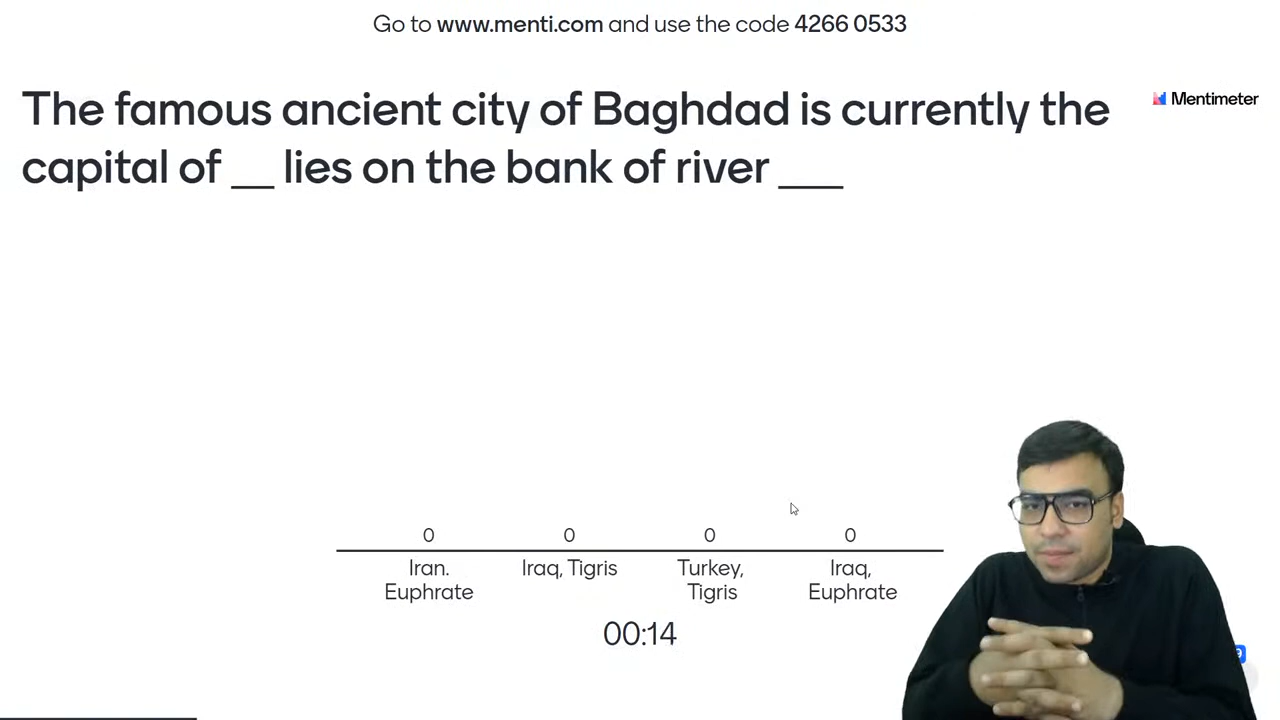 Go to www.menti.com and use the code 4266 0533
The famous ancient city of Baghdad is currently the
capital of __ lies on the bank of river ___
Mentimeter
0 0 0 0
Iran. Iraq, Tigris Turkey, Iraq,
Euphrate Tigris Euphrate
00:14
9